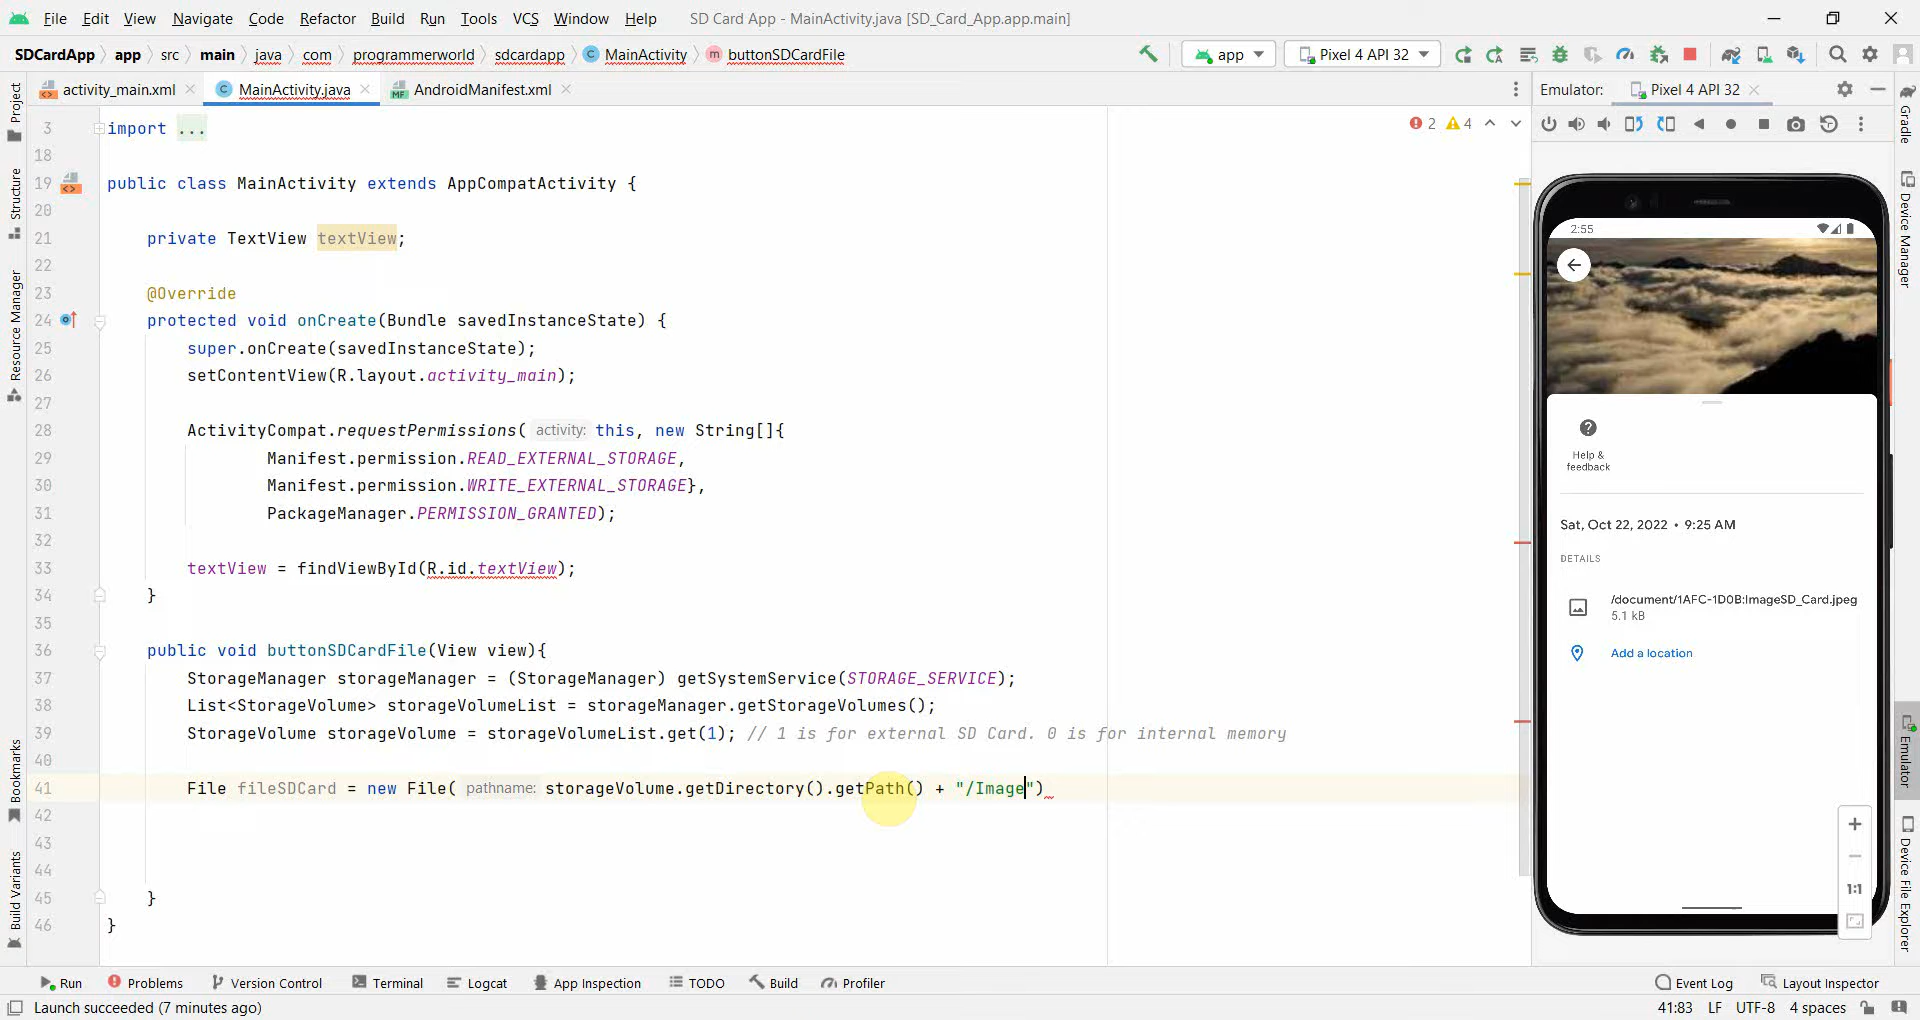 File Edit View Navigate Code Refactor Build Run Tools VCS Window Help SD Card App - MainActivity.java [SD_Card_App.app.main]
SDCardApp app src main java com programmerworld sdcardapp C MainActivity m buttonSDCardFile app Pixel 4 API 32
activity_main.xml C MainActivity.java MF AndroidManifest.xml Emulator: Pixel 4 API 32
3 import ... 2 4
18
19 public class MainActivity extends AppCompatActivity {
20
21 private TextView textView;
22
23 @Override
24 protected void onCreate(Bundle savedInstanceState) {
25 super.onCreate(savedInstanceState);
26 setContentView(R.layout.activity_main);
27
28 ActivityCompat.requestPermissions( activity: this, new String[]{
29 Manifest.permission.READ_EXTERNAL_STORAGE,
30 Manifest.permission.WRITE_EXTERNAL_STORAGE},
31 PackageManager.PERMISSION_GRANTED);
32
33 textView = findViewById(R.id.textView);
34 }
35
36 public void buttonSDCardFile(View view){
37 StorageManager storageManager = (StorageManager) getSystemService(STORAGE_SERVICE);
38 List<StorageVolume> storageVolumeList = storageManager.getStorageVolumes();
39 StorageVolume storageVolume = storageVolumeList.get(1); // 1 is for external SD Card. 0 is for internal memory
40
41 File fileSDCard = new File( pathname: storageVolume.getDirectory().getPath() + "/Image")
42
43
44
45 }
46 }
Project
Structure
Resource Manager
Bookmarks
Build Variants
2:55
Help &
feedback
Sat, Oct 22, 2022 • 9:25 AM
DETAILS
/document/1AFC-1D0B:ImageSD_Card.jpeg
5.1 kB
Add a location
1:1
Gradle
Device Manager
Emulator
Device File Explorer
Run Problems Version Control Terminal Logcat App Inspection TODO Build Profiler Event Log Layout Inspector
Launch succeeded (7 minutes ago) 41:83 LF UTF-8 4 spaces